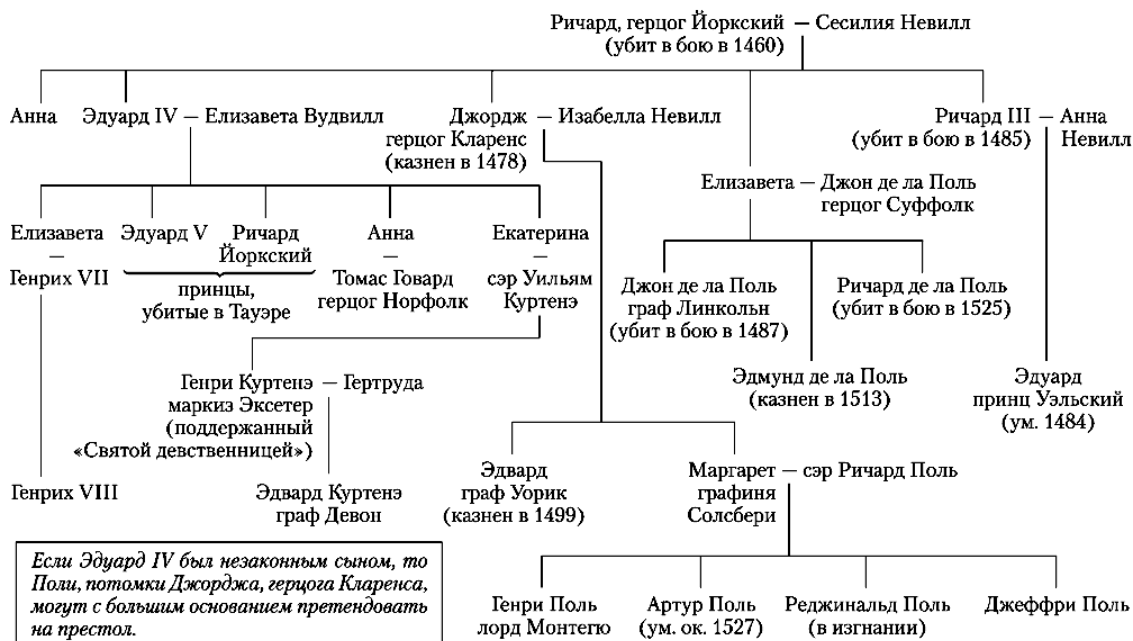 Ричард, герцог Йоркский — Сесилия Невилл
(убит в бою в 1460)
Анна
Эдуард IV — Елизавета Вудвилл
Джордж — Изабелла Невилл
герцог Кларенс
(казнен в 1478)
Ричард III — Анна
(убит в бою в 1485) Невилл
Елизавета — Джон де ла Поль
герцог Суффолк
Елизавета
—
Генрих VII
Эдуард V
Ричард
Йоркский
принцы,
убитые в Тауэре
Анна
—
Томас Говард
герцог Норфолк
Екатерина
—
сэр Уильям
Куртенэ
Джон де ла Поль
граф Линкольн
(убит в бою в 1487)
Ричард де ла Поль
(убит в бою в 1525)
Эдмунд де ла Поль
(казнен в 1513)
Эдуард
принц Уэльский
(ум. 1484)
Генри Куртенэ — Гертруда
маркиз Эксетер
(поддержанный
«Святой девственницей»)
Генрих VIII
Эдвард Куртенэ
граф Девон
Эдвард
граф Уорик
(казнен в 1499)
Маргарет — сэр Ричард Поль
графиня
Солсбери
Если Эдуард IV был незаконным сыном, то
Поли, потомки Джорджа, герцога Кларенса,
могут с большим основанием претендовать
на престол.
Генри Поль
лорд Монтегю
Артур Поль
(ум. ок. 1527)
Реджинальд Поль
(в изгнании)
Джеффри Поль